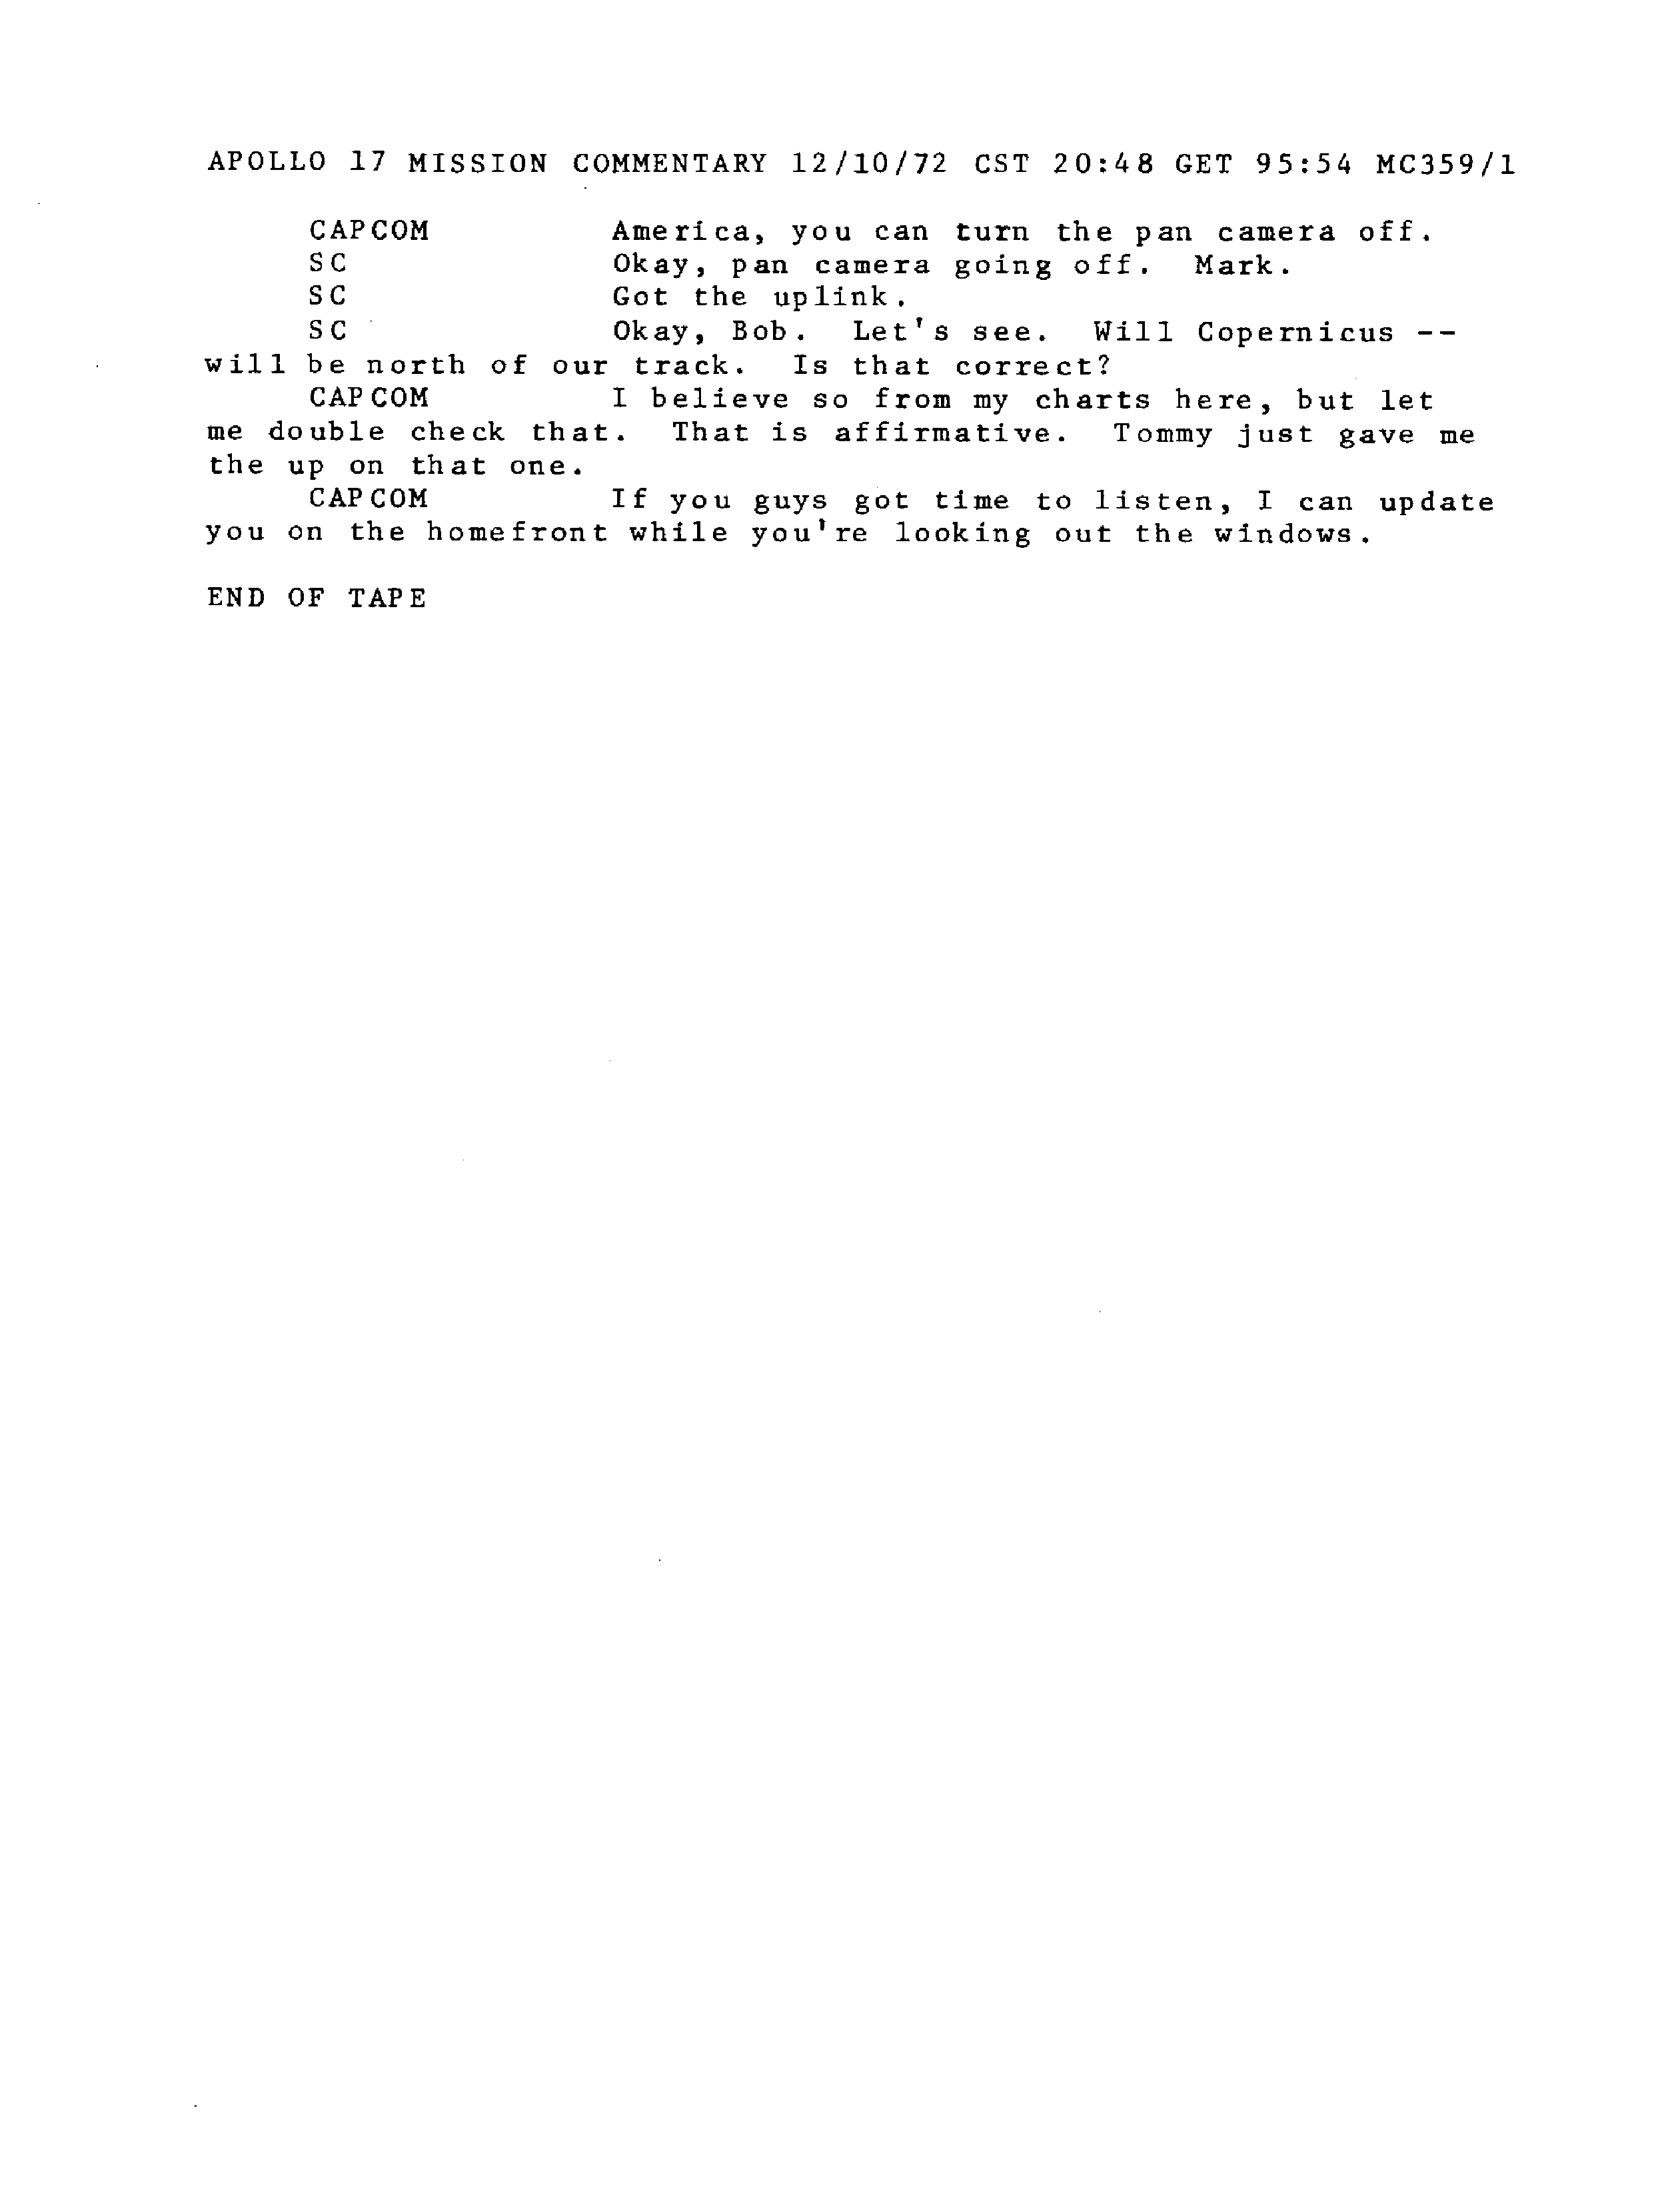 APOLLO 17 MISSION COMMENTARY 12/10/72 CST 20:48 GET 95:54 MC359/1
CAPCOM America, you can turn the pan camera off.
SC Okay, pan camera going off. Mark.
SC Got the uplink.
SC Okay, Bob. Let's see. Will Copernicus --
will be north of our track. Is that correct?
CAPCOM I believe so from my charts here, but let
me double check that. That is affirmative. Tommy just gave me
the up on that one.
CAPCOM If you guys got time to listen, I can update
you on the homefront while you're looking out the windows.
END OF TAPE